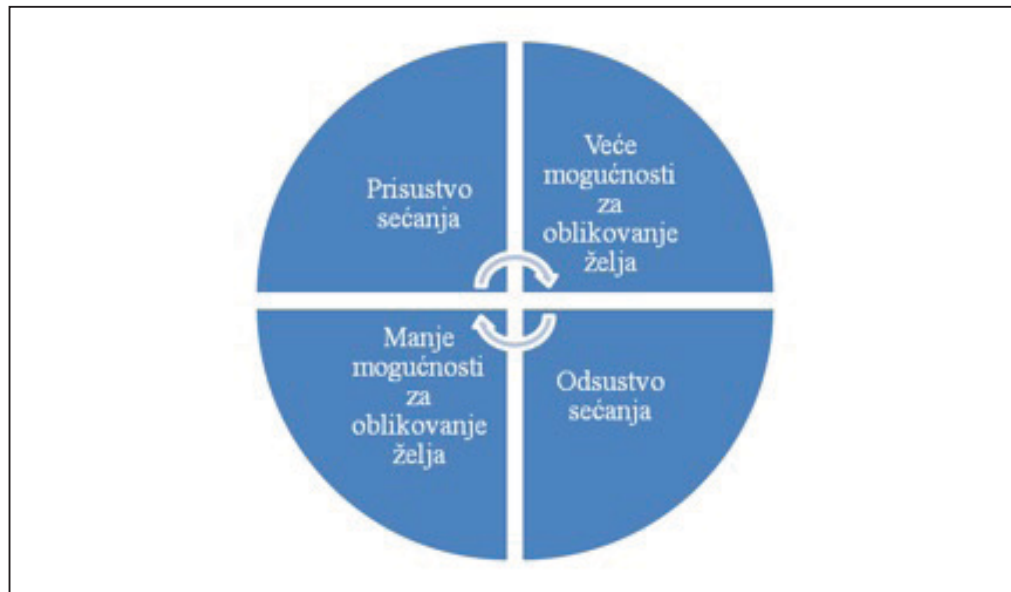 Prisustvo
sećanja
Veće
mogućnosti
za
oblikovanje
želja
Manje
mogućnosti
za
oblikovanje
želja
Odsustvo
sećanja